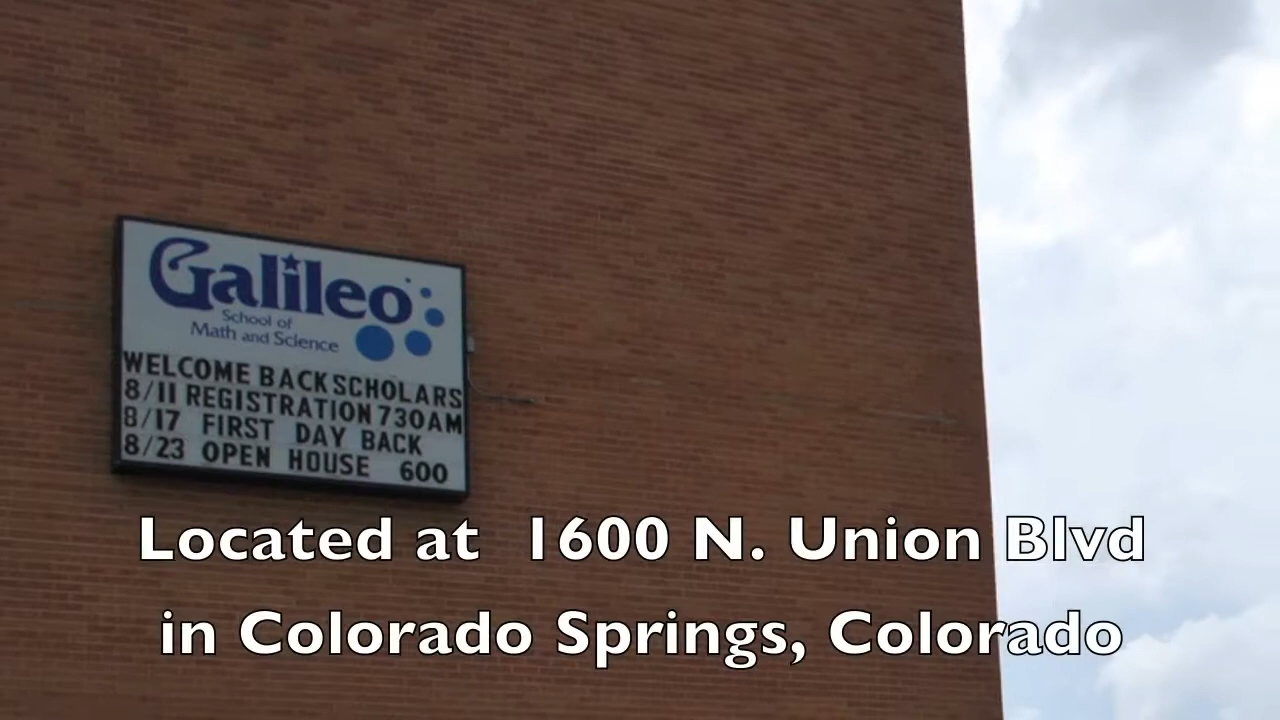 Galileo
School of
Math and Science
WELCOME BACK SCHOLARS
8/11 REGISTRATION 730AM
8/17 FIRST DAY BACK
8/23 OPEN HOUSE 600
Located at 1600 N. Union Blvd
in Colorado Springs, Colorado